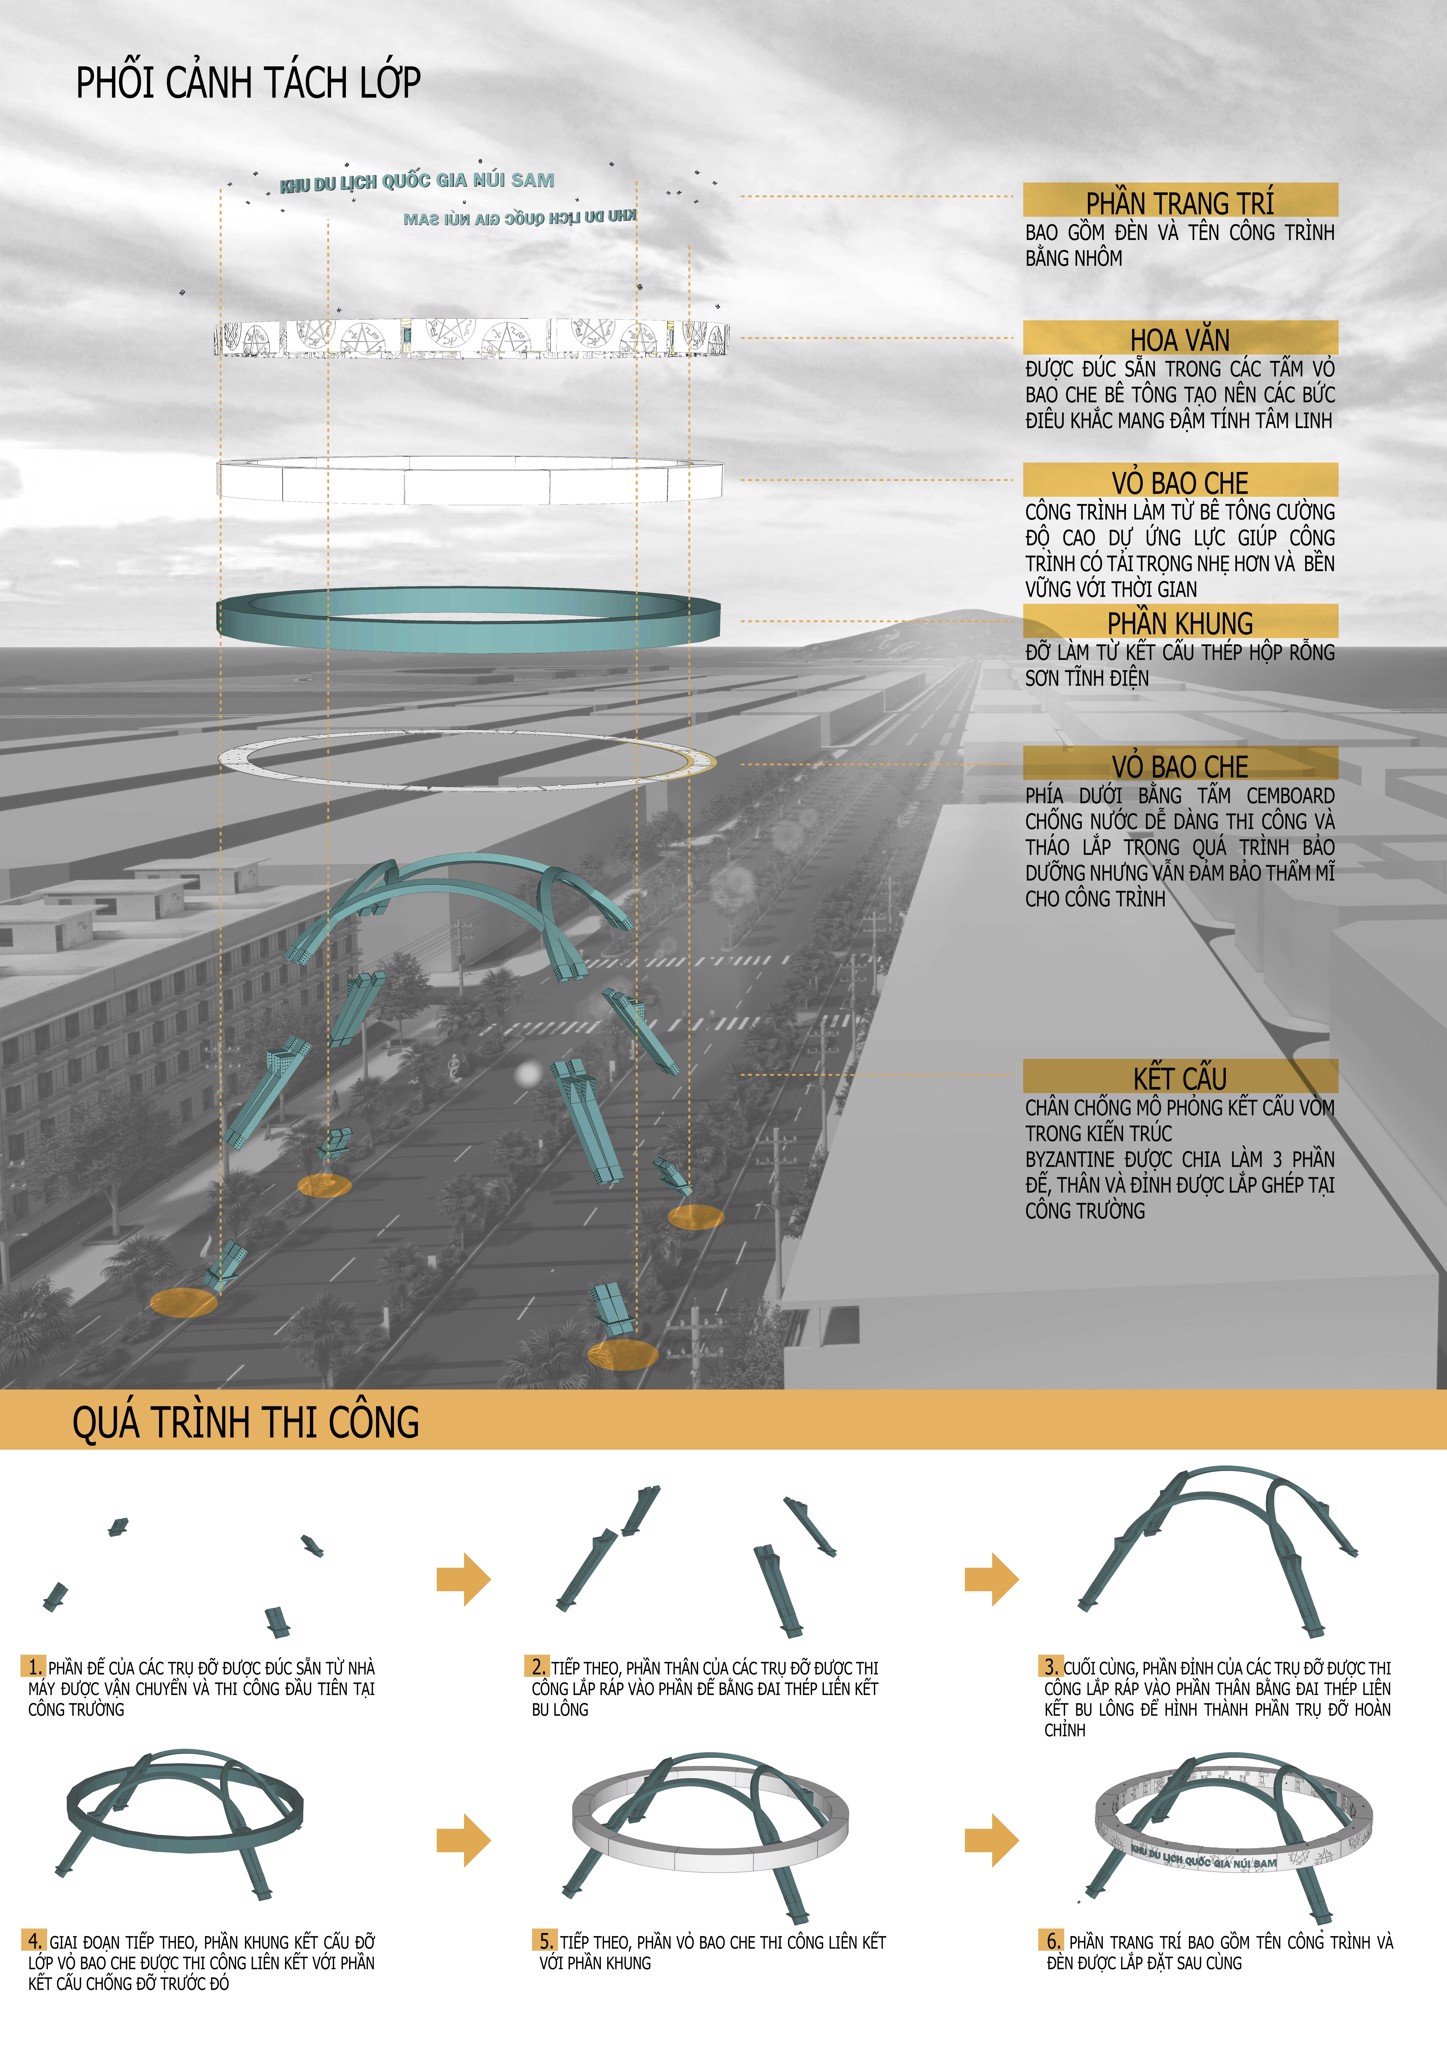 PHỐI CẢNH TÁCH LỚP
KHU DU LỊCH QUỐC GIA NÚI SAM
KHU DU LỊCH QUỐC GIA NÚI SAM
PHẦN TRANG TRÍ
BAO GỒM ĐÈN VÀ TÊN CÔNG TRÌNH
BẰNG NHÔM
HOA VĂN
ĐƯỢC ĐÚC SẴN TRONG CÁC TẤM VỎ
BAO CHE BÊ TÔNG TẠO NÊN CÁC BỨC
ĐIÊU KHẮC MANG ĐẬM TÍNH TÂM LINH
VỎ BAO CHE
CÔNG TRÌNH LÀM TỪ BÊ TÔNG CƯỜNG
ĐỘ CAO DỰ ỨNG LỰC GIÚP CÔNG
TRÌNH CÓ TẢI TRỌNG NHẸ HƠN VÀ BỀN
VỮNG VỚI THỜI GIAN
PHẦN KHUNG
ĐỠ LÀM TỪ KẾT CẤU THÉP HỘP RỖNG
SƠN TĨNH ĐIỆN
VỎ BAO CHE
PHÍA DƯỚI BẰNG TẤM CEMBOARD
CHỐNG NƯỚC DỄ DÀNG THI CÔNG VÀ
THÁO LẮP TRONG QUÁ TRÌNH BẢO
DƯỠNG NHƯNG VẪN ĐẢM BẢO THẨM MĨ
CHO CÔNG TRÌNH
KẾT CẤU
CHÂN CHỐNG MÔ PHỎNG KẾT CẤU VÒM
TRONG KIẾN TRÚC
BYZANTINE ĐƯỢC CHIA LÀM 3 PHẦN
ĐẾ, THÂN VÀ ĐỈNH ĐƯỢC LẮP GHÉP TẠI
CÔNG TRƯỜNG
QUÁ TRÌNH THI CÔNG
1. PHẦN ĐẾ CỦA CÁC TRỤ ĐỠ ĐƯỢC ĐÚC SẴN TỪ NHÀ
MÁY ĐƯỢC VẬN CHUYỂN VÀ THI CÔNG ĐẦU TIÊN TẠI
CÔNG TRƯỜNG
2. TIẾP THEO, PHẦN THÂN CỦA CÁC TRỤ ĐỠ ĐƯỢC THI
CÔNG LẮP RÁP VÀO PHẦN ĐẾ BẰNG ĐAI THÉP LIÊN KẾT
BU LÔNG
3. CUỐI CÙNG, PHẦN ĐỈNH CỦA CÁC TRỤ ĐỠ ĐƯỢC THI
CÔNG LẮP RÁP VÀO PHẦN THÂN BẰNG ĐAI THÉP LIÊN
KẾT BU LÔNG ĐỂ HÌNH THÀNH PHẦN TRỤ ĐỠ HOÀN
CHỈNH
KHU DU LỊCH QUỐC GIA NÚI SAM
4. GIAI ĐOẠN TIẾP THEO, PHẦN KHUNG KẾT CẤU ĐỠ
LỚP VỎ BAO CHE ĐƯỢC THI CÔNG LIÊN KẾT VỚI PHẦN
KẾT CẤU CHỐNG ĐỠ TRƯỚC ĐÓ
5. TIẾP THEO, PHẦN VỎ BAO CHE THI CÔNG LIÊN KẾT
VỚI PHẦN KHUNG
6. PHẦN TRANG TRÍ BAO GỒM TÊN CÔNG TRÌNH VÀ
ĐÈN ĐƯỢC LẮP ĐẶT SAU CÙNG